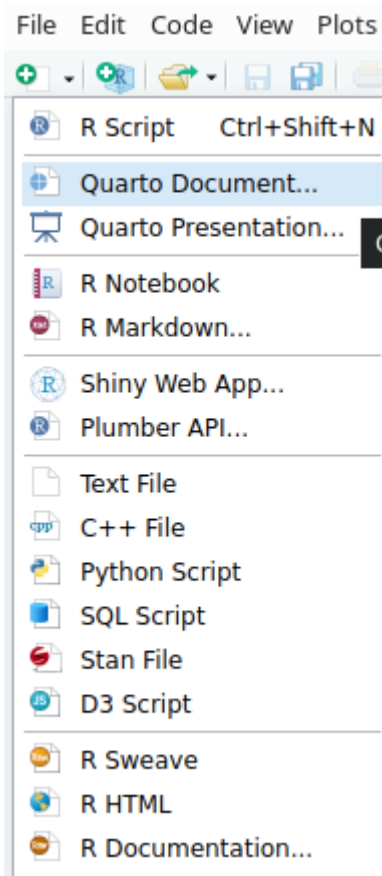 File Edit Code View Plots
R Script Ctrl+Shift+N
Quarto Document...
Quarto Presentation...
R Notebook
R Markdown...
Shiny Web App...
Plumber API...
Text File
C++ File
Python Script
SQL Script
Stan File
D3 Script
R Sweave
R HTML
R Documentation...